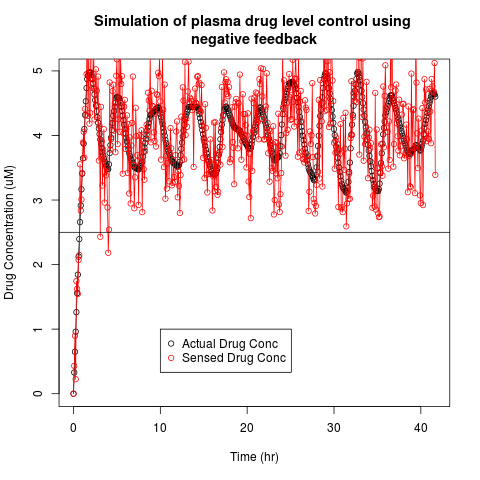 Simulation of plasma drug level control using
negative feedback
Drug Concentration (uM)
5
4
3
2
1
0
Actual Drug Conc
Sensed Drug Conc
0 10 20 30 40
Time (hr)